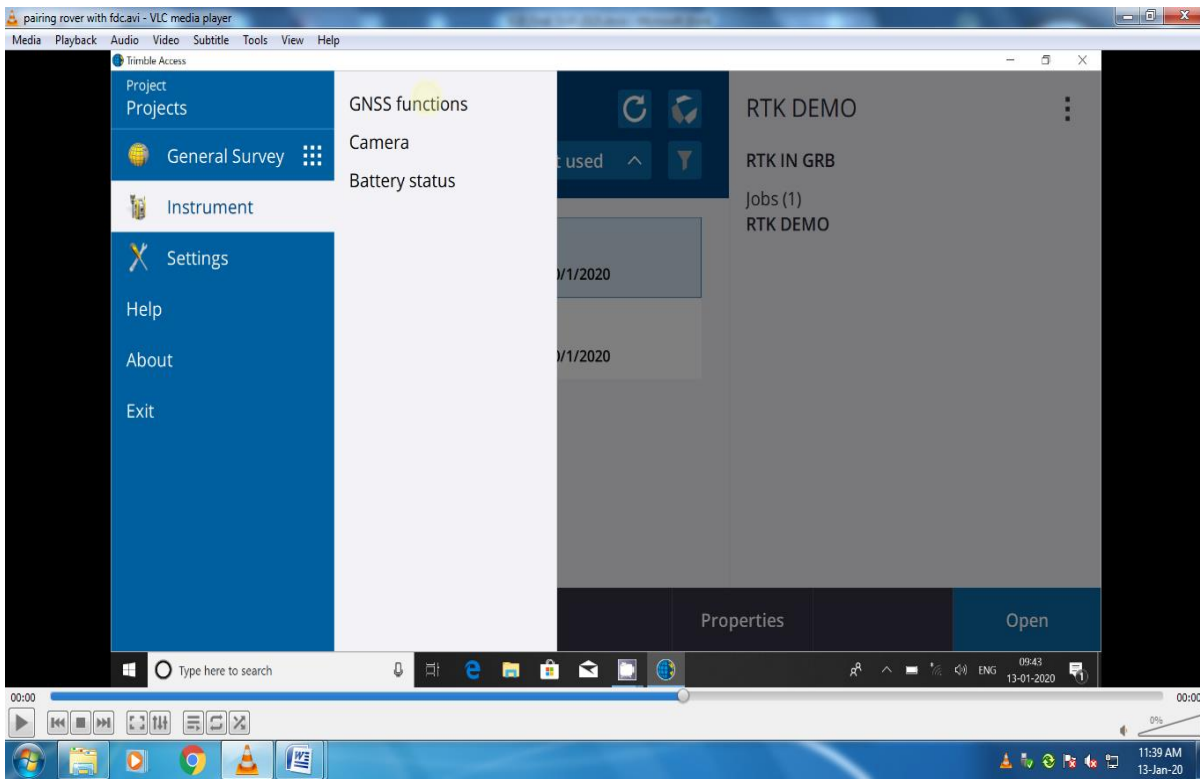 pairing rover with fdc.avi - VLC media player
Media Playback Audio Video Subtitle Tools View Help
Trimble Access
Project
Projects
General Survey
Instrument
Settings
Help
About
Exit
GNSS functions
Camera
Battery status
t used
0/1/2020
0/1/2020
RTK DEMO
RTK IN GRB
Jobs (1)
RTK DEMO
Properties
Open
Type here to search
ENG
09:43
13-01-2020
1
00:00
00:00
0%
11:39 AM
13-Jan-20